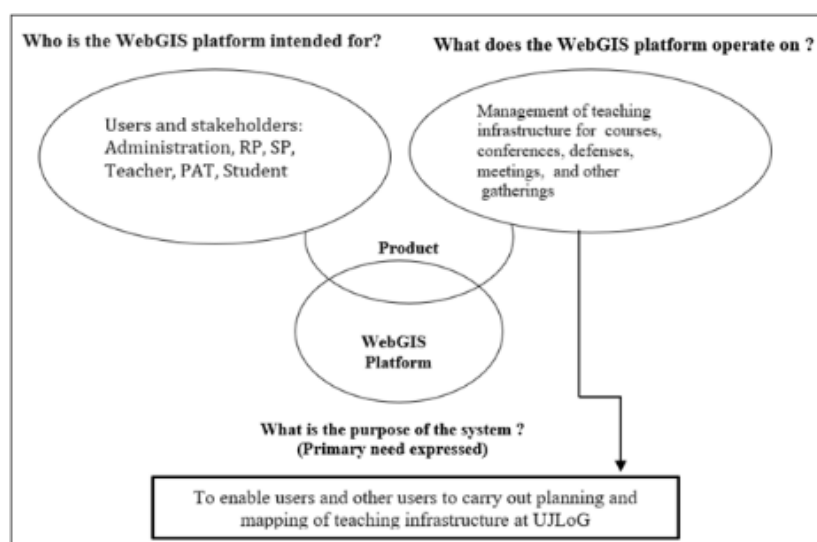 Who is the WebGIS platform intended for?
What does the WebGIS platform operate on ?
Users and stakeholders:
Administration, RP, SP,
Teacher, PAT, Student
Management of teaching
infrastructure for courses,
conferences, defenses,
meetings, and other
gatherings
Product
WebGIS
Platform
What is the purpose of the system ?
(Primary need expressed)
To enable users and other users to carry out planning and
mapping of teaching infrastructure at UJLoG